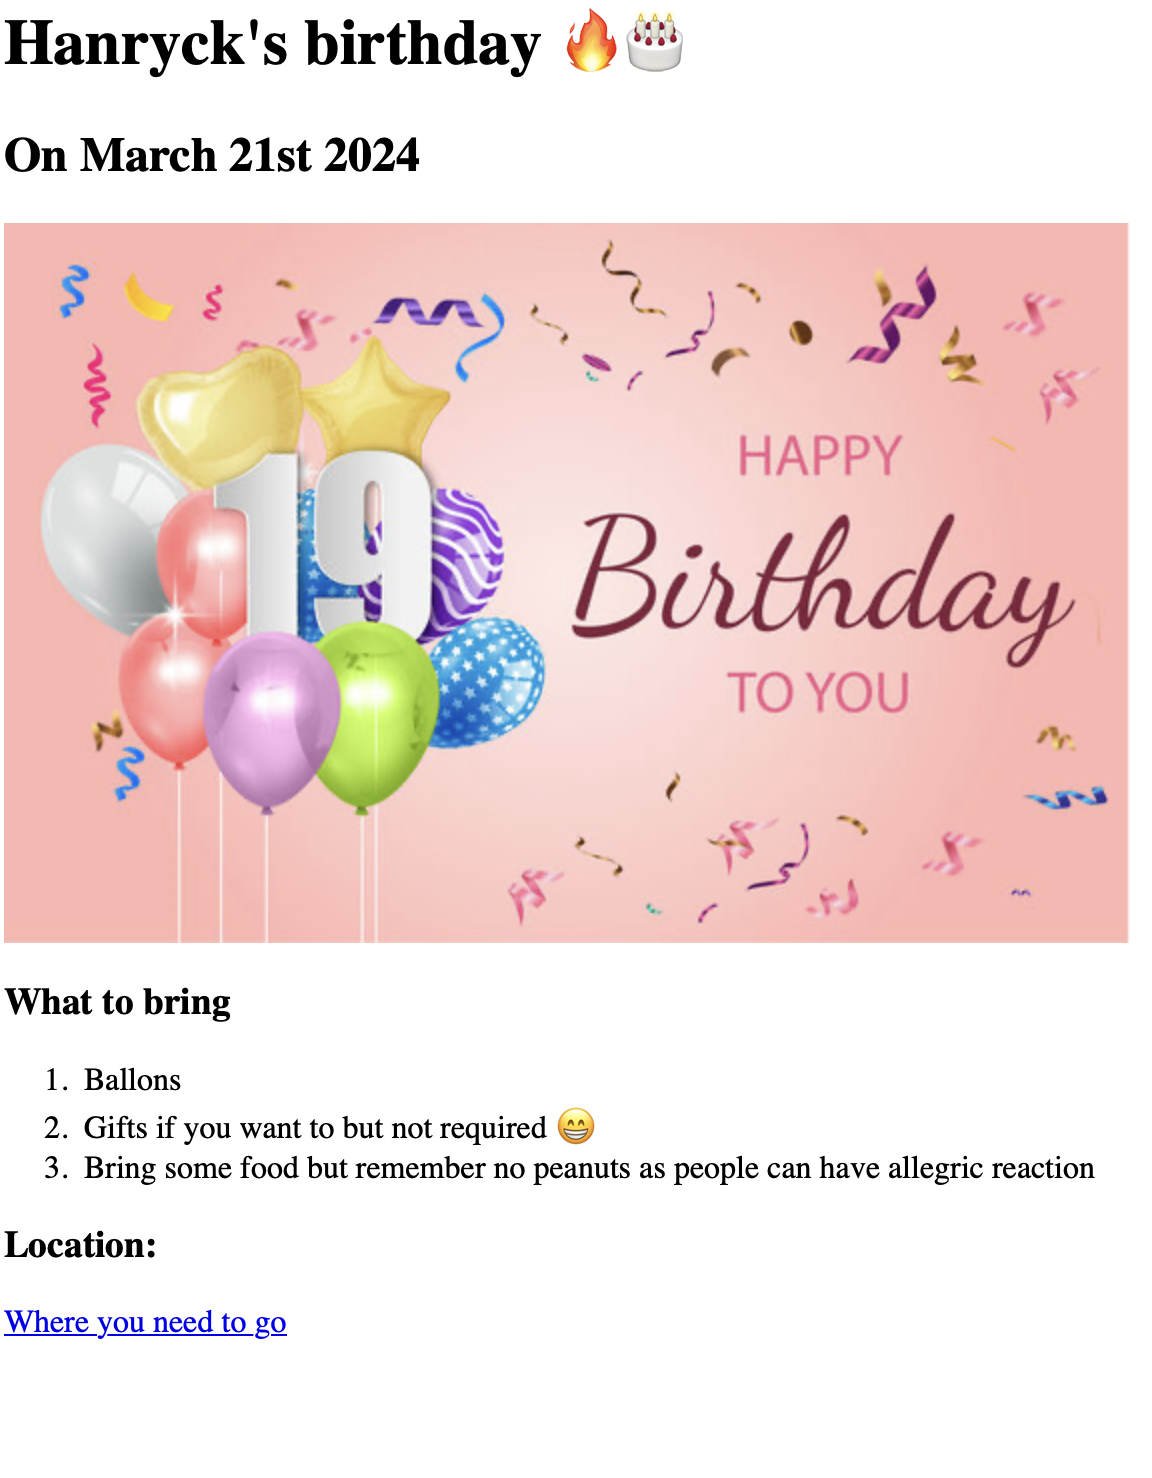 Hanryck's birthday 🔥🎂
On March 21st 2024
19
HAPPY
Birthday
TO YOU
What to bring
1. Ballons
2. Gifts if you want to but not required 😁
3. Bring some food but remember no peanuts as people can have allegric reaction
Location:
Where you need to go